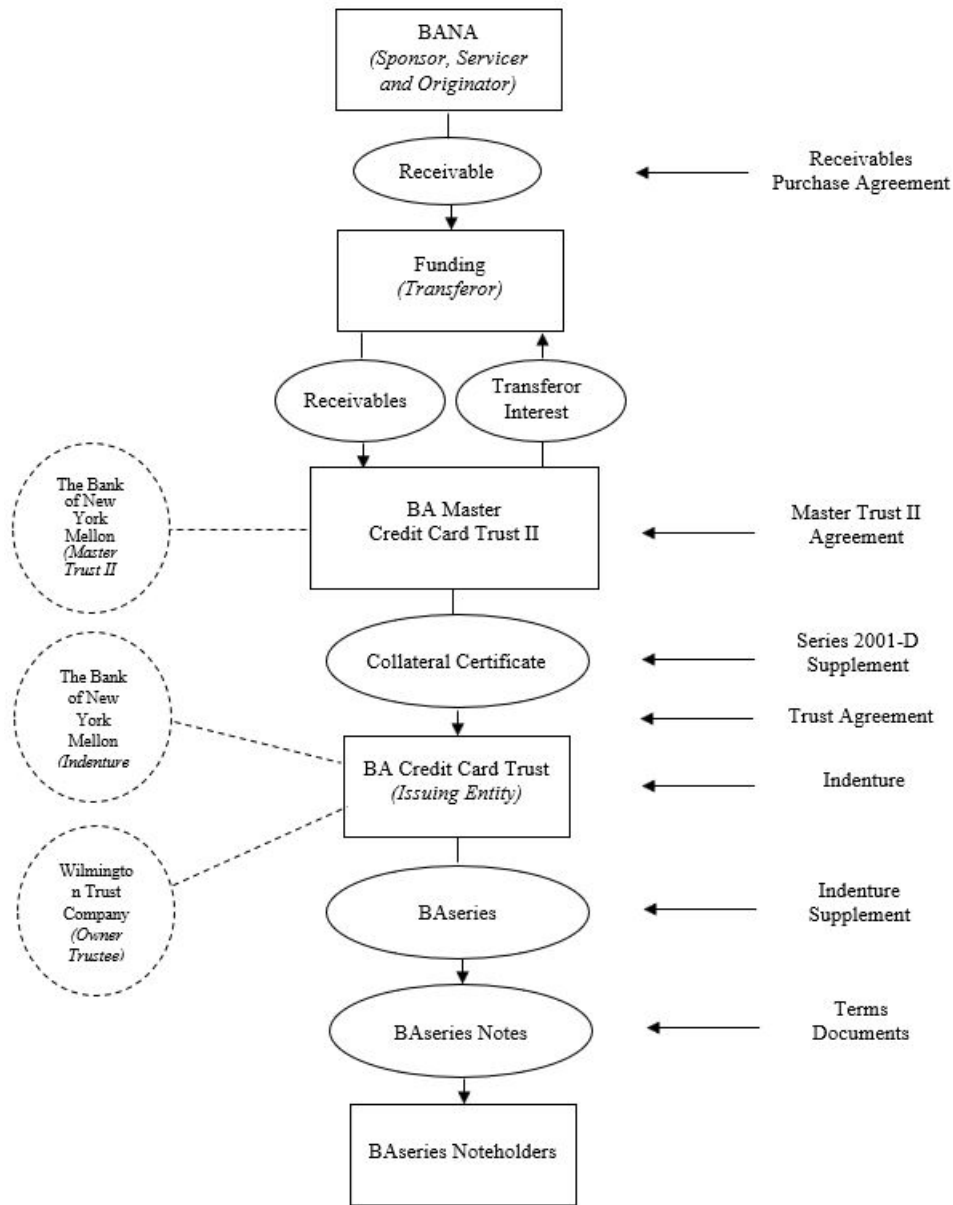 BANA
(Sponsor, Servicer
and Originator)
Receivable
Receivables
Purchase Agreement
Funding
(Transferor)
Receivables
Transferor
Interest
The Bank
of New
York
Mellon
(Master
Trust II
BA Master
Credit Card Trust II
Master Trust II
Agreement
Collateral Certificate
Series 2001-D
Supplement
The Bank
of New
York
Mellon
(Indenture
Trust Agreement
BA Credit Card Trust
(Issuing Entity)
Indenture
Wilmingto
n Trust
Company
(Owner
Trustee)
BAseries
Indenture
Supplement
BAseries Notes
Terms
Documents
BAseries Noteholders